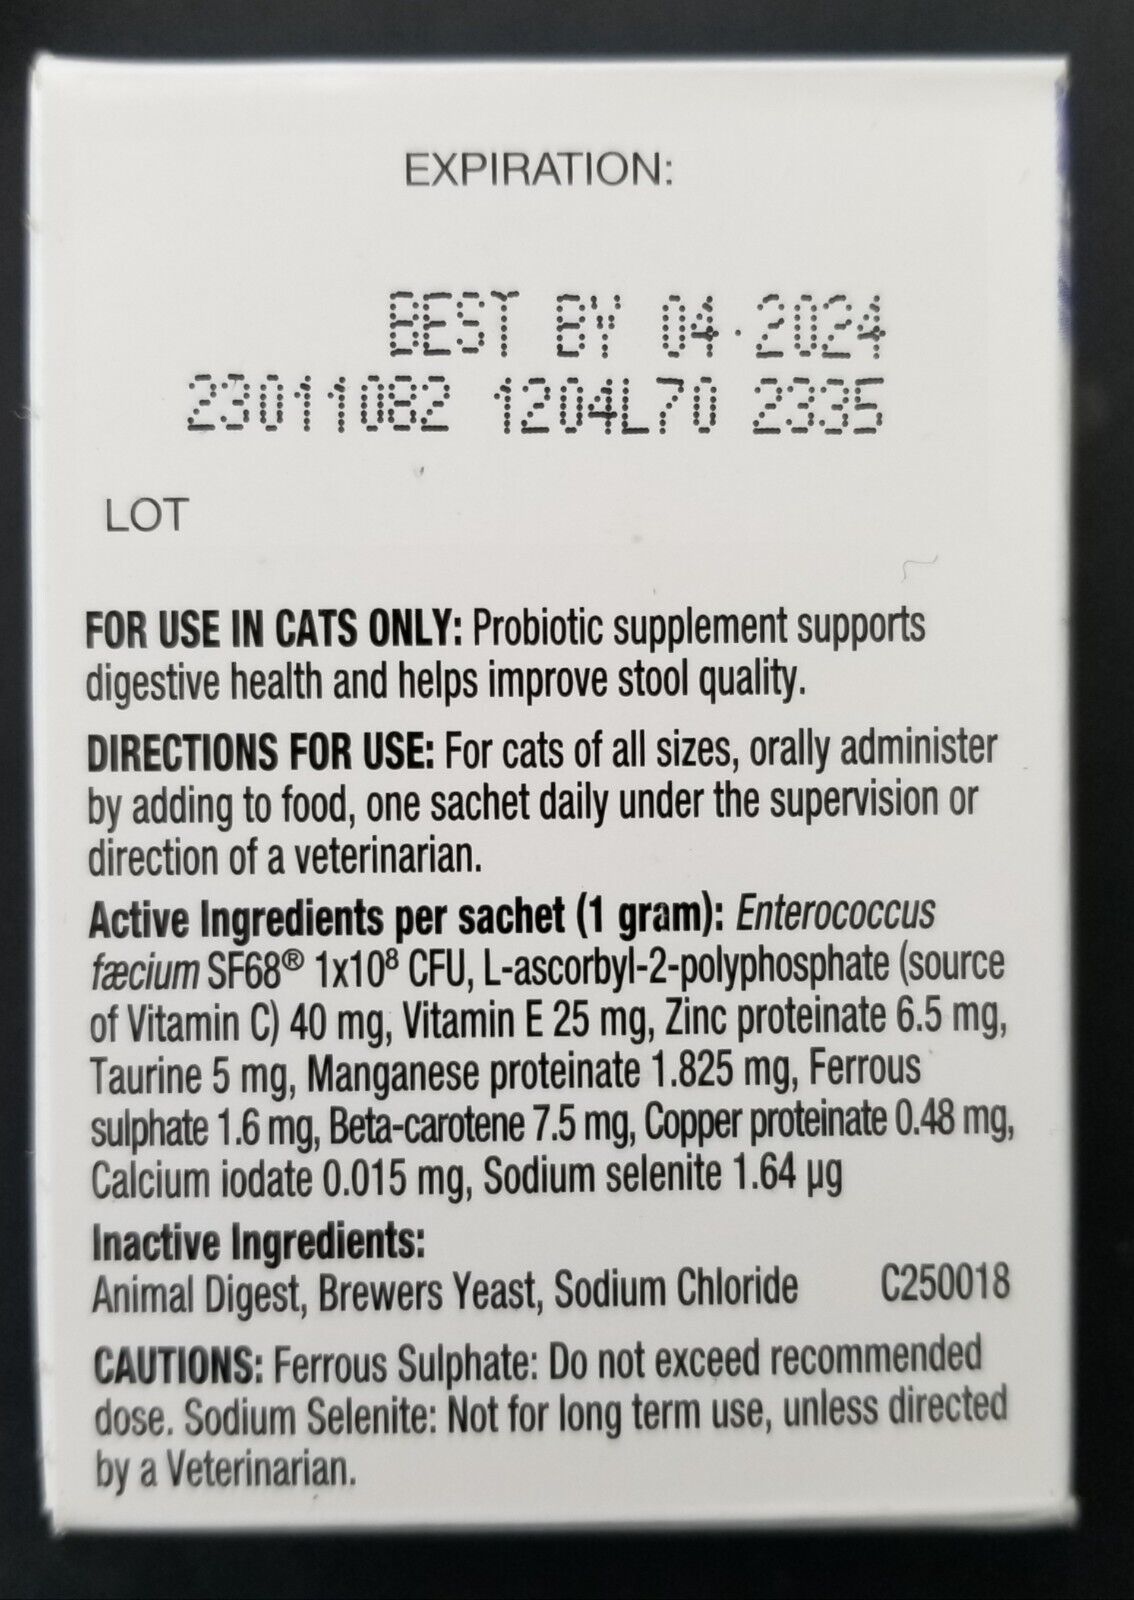 EXPIRATION:
BEST BY 04.2024
23011082 1204L70 2335
LOT
FOR USE IN CATS ONLY: Probiotic supplement supports
digestive health and helps improve stool quality.
DIRECTIONS FOR USE: For cats of all sizes, orally administer
by adding to food, one sachet daily under the supervision or
direction of a veterinarian.
Active Ingredients per sachet (1 gram): Enterococcus
fæcium SF68® 1x10⁸ CFU, L-ascorbyl-2-polyphosphate (source
of Vitamin C) 40 mg, Vitamin E 25 mg, Zinc proteinate 6.5 mg,
Taurine 5 mg, Manganese proteinate 1.825 mg, Ferrous
sulphate 1.6 mg, Beta-carotene 7.5 mg, Copper proteinate 0.48 mg,
Calcium iodate 0.015 mg, Sodium selenite 1.64 µg
Inactive Ingredients:
Animal Digest, Brewers Yeast, Sodium Chloride C250018
CAUTIONS: Ferrous Sulphate: Do not exceed recommended
dose. Sodium Selenite: Not for long term use, unless directed
by a Veterinarian.